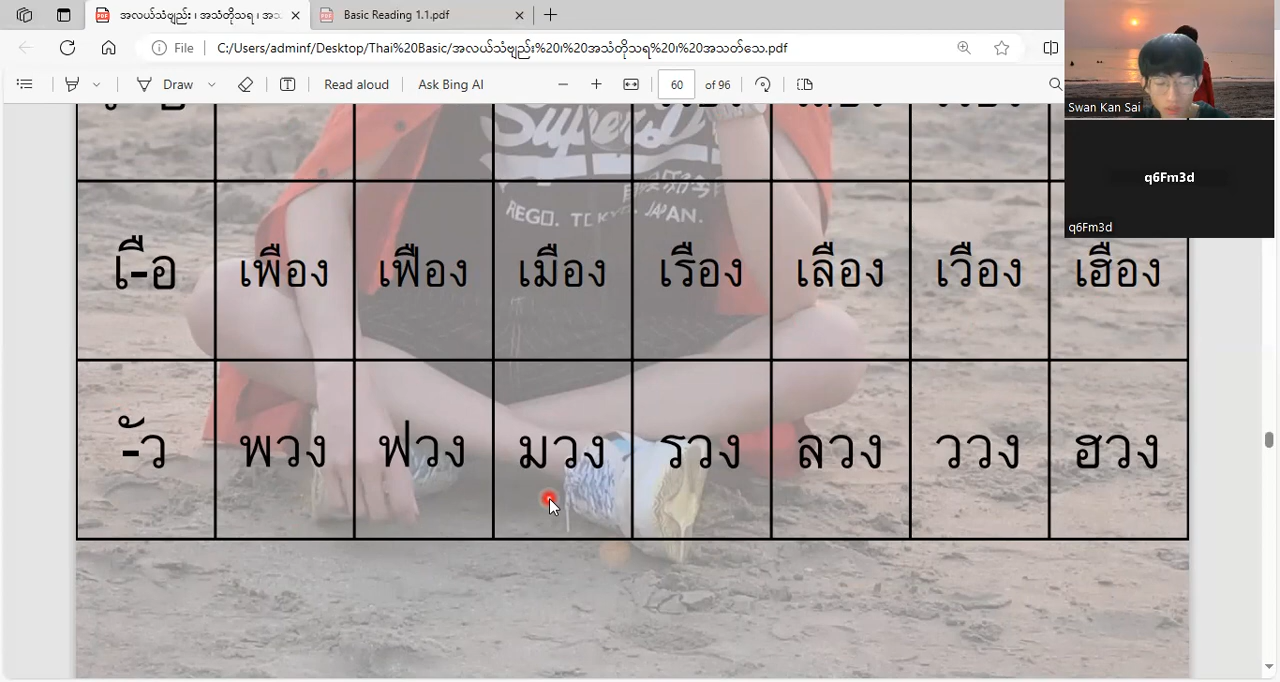 အလယ်သံဗျည်း ၊ အသံတိုသရ ၊
Basic Reading 1.1.pdf
File
C:/Users/adminf/Desktop/Thai%20Basic/အလယ်သံဗျည်း%20၊%20အသံတိုသရ%20၊%20အသတ်သေ.pdf
Draw
Read aloud
Ask Bing AI
60 of 96
Swan Kan Sai
q6Fm3d
q6Fm3d
Super
REGD. TOKYO. JAPAN.
เ-ือ เพือง เฟือง เมือง เรือง เลือง เวือง เฮือง
-ัว พวง ฟวง มวง รวง ลวง ววง ฮวง